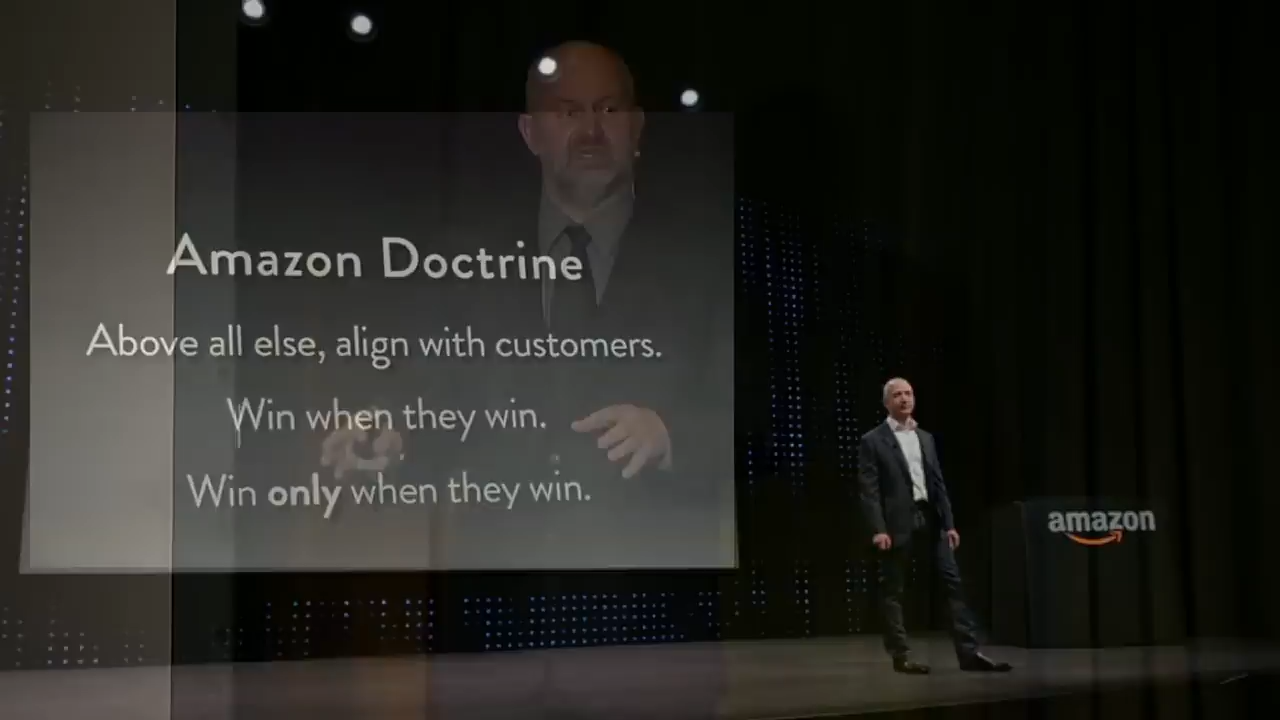 Amazon Doctrine
Above all else, align with customers.
Win when they win.
Win only when they win.
amazon